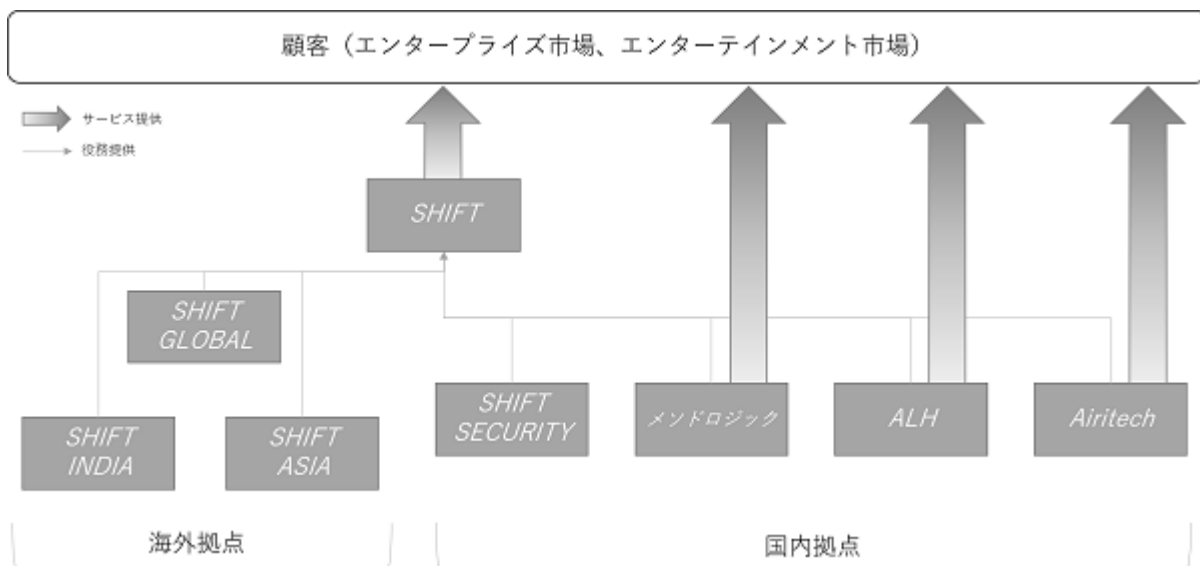 顧客（エンタープライズ市場、エンターテインメント市場）
サービス提供
役務提供
SHIFT
SHIFT
GLOBAL
SHIFT
INDIA
SHIFT
ASIA
SHIFT
SECURITY
メンドロジック
ALH
Airitech
海外拠点
国内拠点